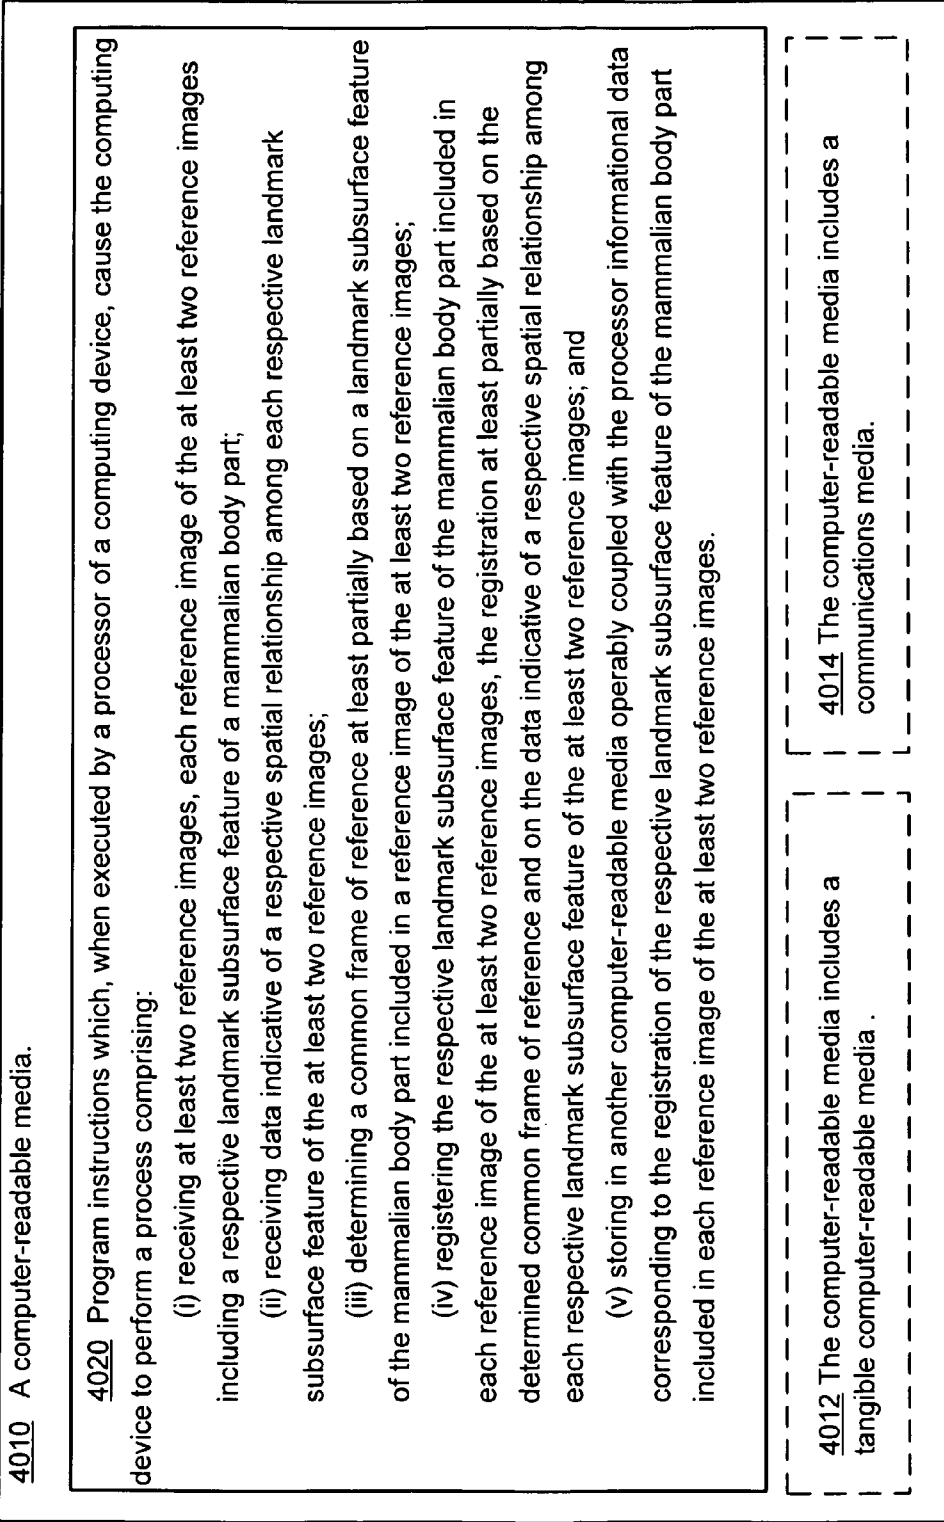 4010 A computer-readable media.
4020 Program instructions which, when executed by a processor of a computing device, cause the computing
device to perform a process comprising:
(i) receiving at least two reference images, each reference image of the at least two reference images
including a respective landmark subsurface feature of a mammalian body part;
(ii) receiving data indicative of a respective spatial relationship among each respective landmark
subsurface feature of the at least two reference images;
(iii) determining a common frame of reference at least partially based on a landmark subsurface feature
of the mammalian body part included in a reference image of the at least two reference images;
(iv) registering the respective landmark subsurface feature of the mammalian body part included in
each reference image of the at least two reference images, the registration at least partially based on the
determined common frame of reference and on the data indicative of a respective spatial relationship among
each respective landmark subsurface feature of the at least two reference images; and
(v) storing in another computer-readable media operably coupled with the processor informational data
corresponding to the registration of the respective landmark subsurface feature of the mammalian body part
included in each reference image of the at least two reference images.
4012 The computer-readable media includes a
tangible computer-readable media .
4014 The computer-readable media includes a
communications media.